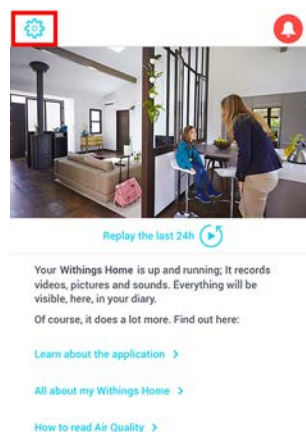 Replay the last 24h
Your Withings Home is up and running; It records
videos, pictures and sounds. Everything will be
visible, here, in your diary.
Of course, it does a lot more. Find out here:
Learn about the application >
All about my Withings Home >
How to read Air Quality >